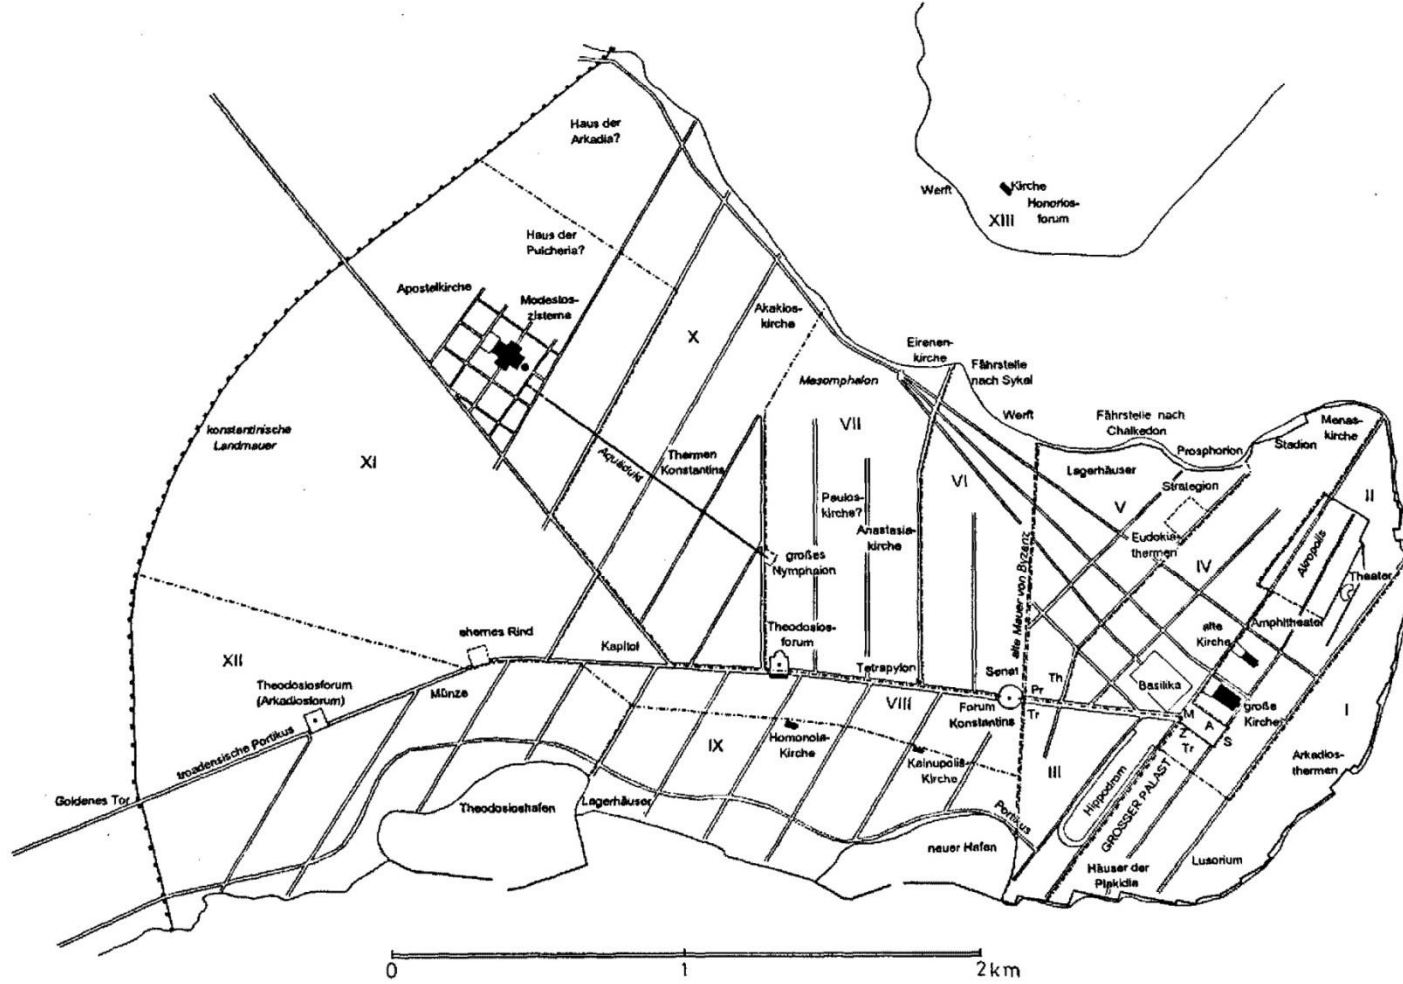 Haus der
Arkadia?
Werft
Kirche
Honorios-
forum
XIII
Haus der
Pulcheria?
Apostelkirche
Modestos-
zisterne
Akakios-
kirche
X
Eirenen-
kirche
Fährstelle
nach Sykai
Mesomphalon
Werft
Fährstelle nach
Chalkedon
Menas-
kirche
Stadion
Prosphorion
konstantinische
Landmauer
XI
Aquädukt
Thermen
Konstantins
VII
VI
Lagerhäuser
Strategion
V
II
Paulos-
kirche?
Anastasia-
kirche
Eudokia-
thermen
alte Mauer von Byzanz
IV
Akropolis
Theater
großes
Nymphaion
Amphitheater
alte
Kirche
XII
ehernes Rind
Kapitol
Theodosios-
forum
Tetrapylon
Senat
Pr
Th
Basilika
Theodosiosforum
(Arkadiosforum)
Münze
VIII
Forum
Konstantins
Tr
M
A
Z
S
Tr
große
Kirche
I
troadensische Portikus
IX
Homonoia-
Kirche
Kainupolis-
Kirche
III
Arkadios-
thermen
Goldenes Tor
Theodosioshafen
Lagerhäuser
Portikus
Hippodrom
GROSSER PALAST
neuer Hafen
Häuser der
Plakidia
Lusorium
0
1
2 km